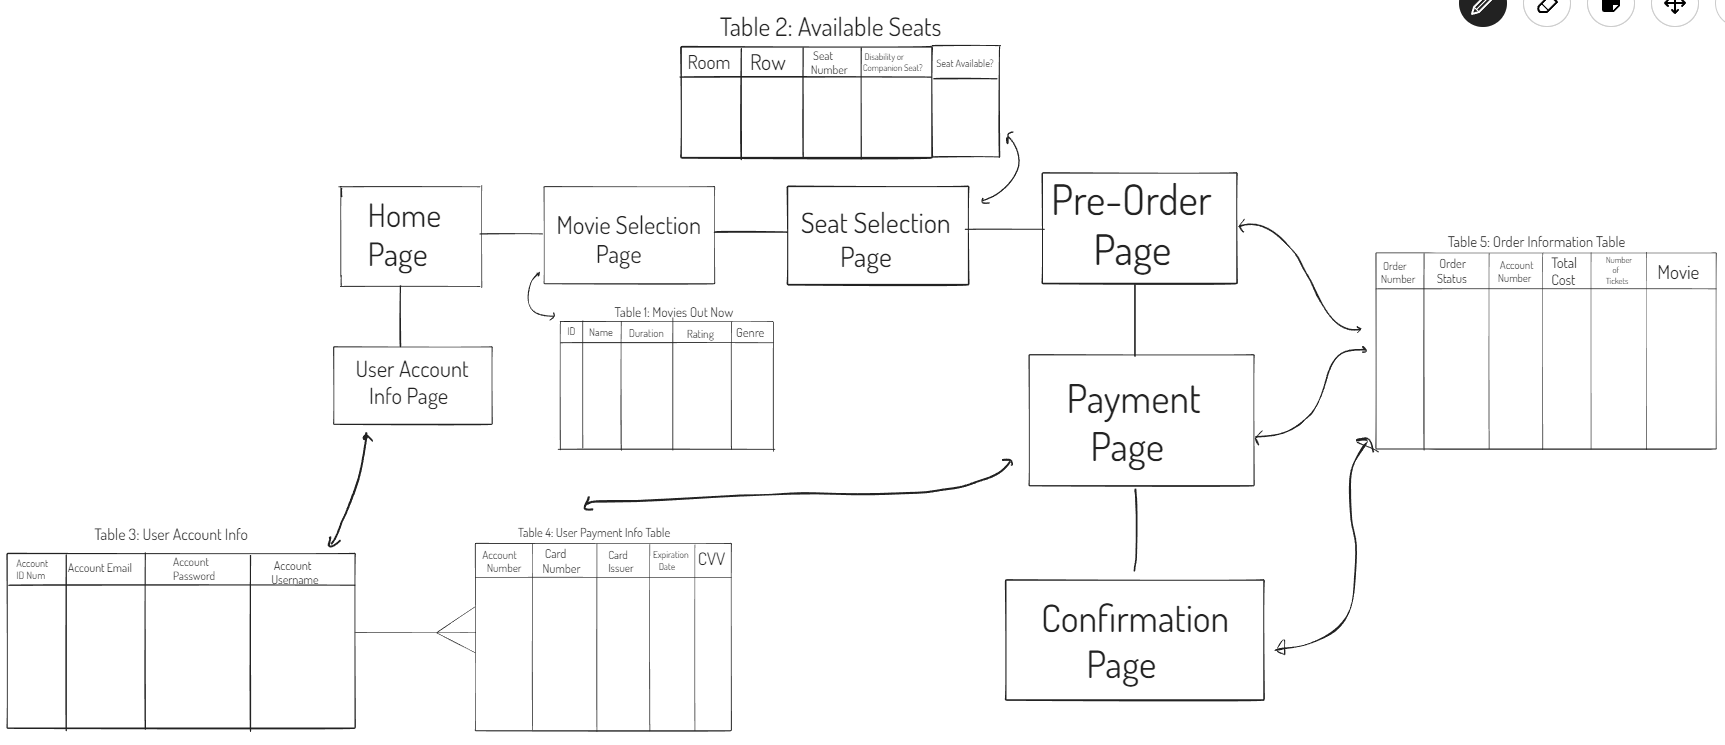 Table 2: Available Seats
Room
Row
Seat
Number
Disability or
Companion Seat?
Seat Available?
Home
Page
Movie Selection
Page
Seat Selection
Page
Pre-Order
Page
Table 5: Order Information Table
Order
Number
Order
Status
Account
Number
Total
Cost
Number
of
Tickets
Movie
Table 1: Movies Out Now
ID
Name
Duration
Rating
Genre
User Account
Info Page
Payment
Page
Table 3: User Account Info
Account
ID Num
Account Email
Account
Password
Account
Username
Table 4: User Payment Info Table
Account
Number
Card
Number
Card
Issuer
Expiration
Date
CVV
Confirmation
Page